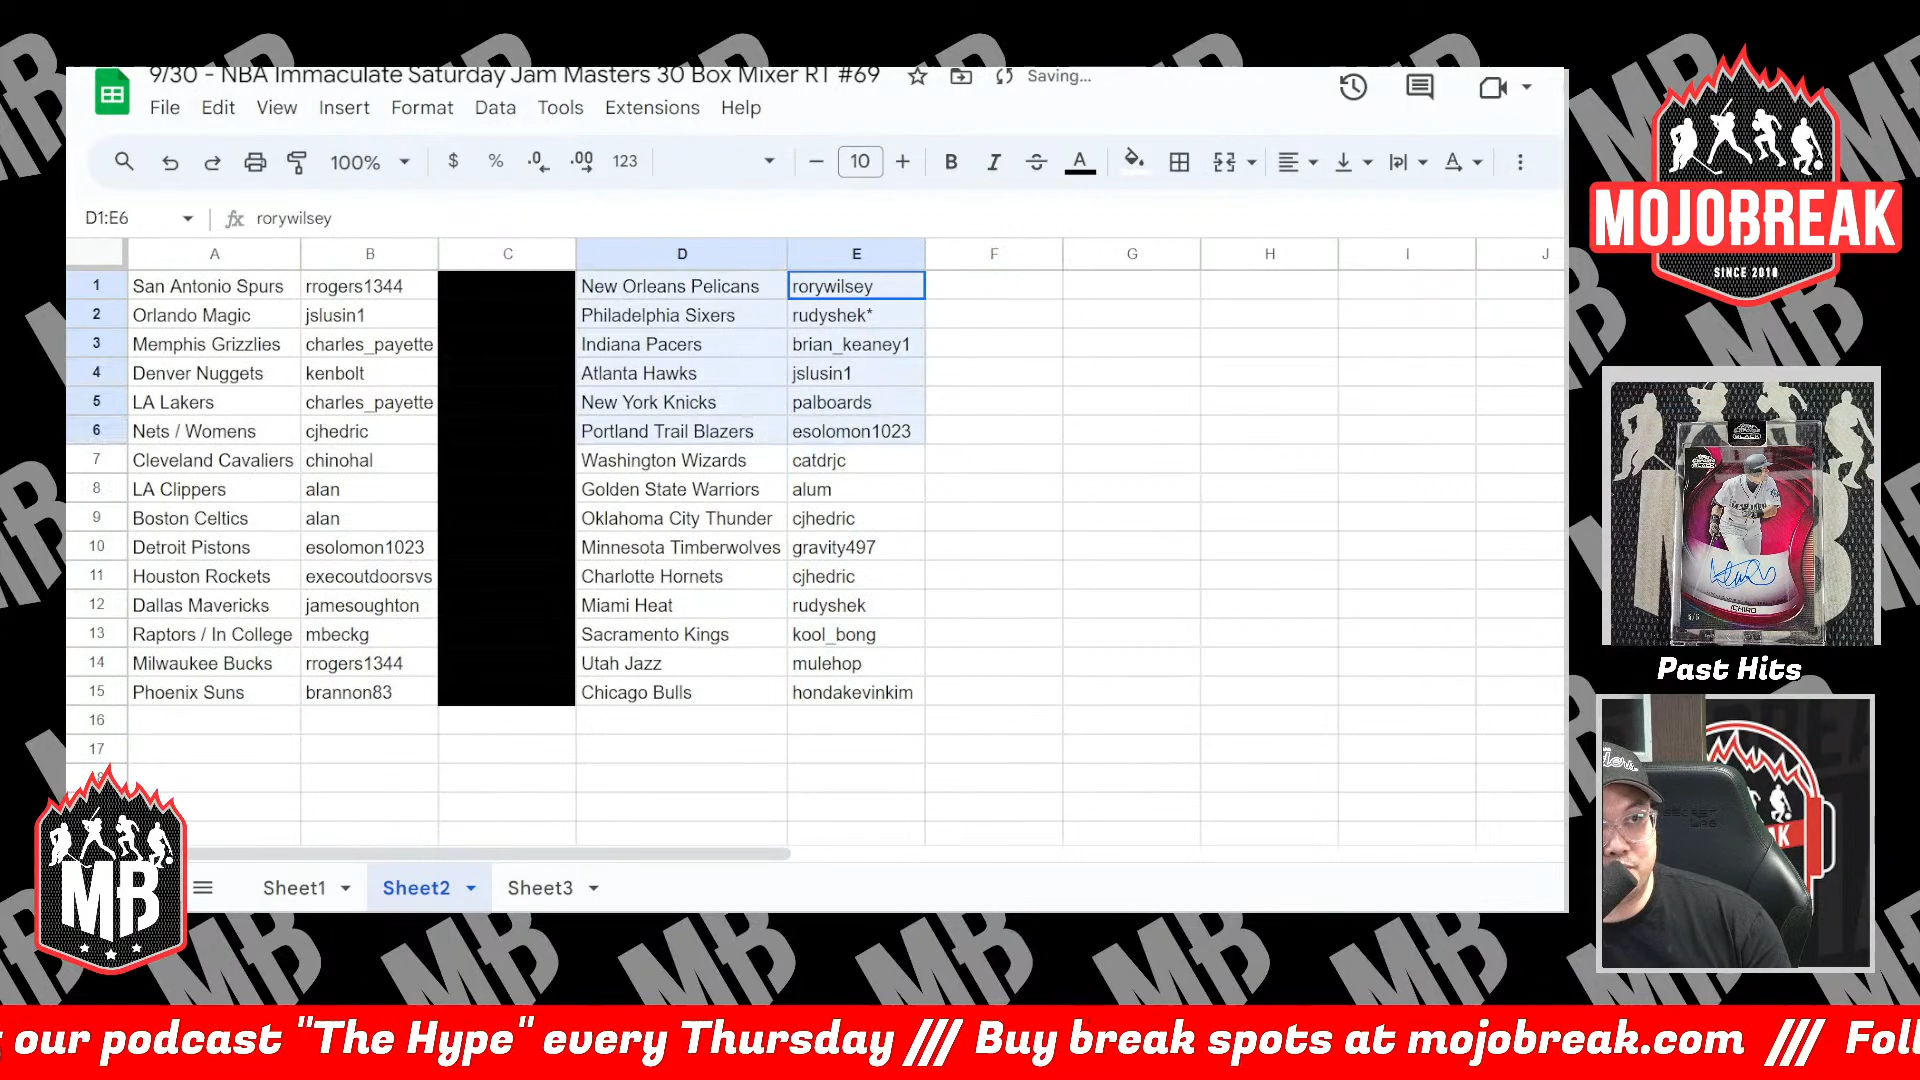 9/30 - NBA Immaculate Saturday Jam Masters 30 Box Mixer RT #69 Saving...
File Edit View Insert Format Data Tools Extensions Help
100% $ % .0 .00 123 10 B I A A
D1:E6 fx rorywilsey
A B C D E F G H I J
1 San Antonio Spurs rrogers1344 New Orleans Pelicans rorywilsey
2 Orlando Magic jslusin1 Philadelphia Sixers rudyshek*
3 Memphis Grizzlies charles_payette Indiana Pacers brian_keaney1
4 Denver Nuggets kenbolt Atlanta Hawks jslusin1
5 LA Lakers charles_payette New York Knicks palboards
6 Nets / Womens cjhedric Portland Trail Blazers esolomon1023
7 Cleveland Cavaliers chinohal Washington Wizards catdrjc
8 LA Clippers alan Golden State Warriors alum
9 Boston Celtics alan Oklahoma City Thunder cjhedric
10 Detroit Pistons esolomon1023 Minnesota Timberwolves gravity497
11 Houston Rockets execoutdoorsvs Charlotte Hornets cjhedric
12 Dallas Mavericks jamesoughton Miami Heat rudyshek
13 Raptors / In College mbeckg Sacramento Kings kool_bong
14 Milwaukee Bucks rrogers1344 Utah Jazz mulehop
15 Phoenix Suns brannon83 Chicago Bulls hondakevinkim
16
17
Sheet1 Sheet2 Sheet3
MB
MOJOBREAK
SINCE 2010
ICHIRO
Past Hits
our podcast "The Hype" every Thursday /// Buy break spots at mojobreak.com /// Foll